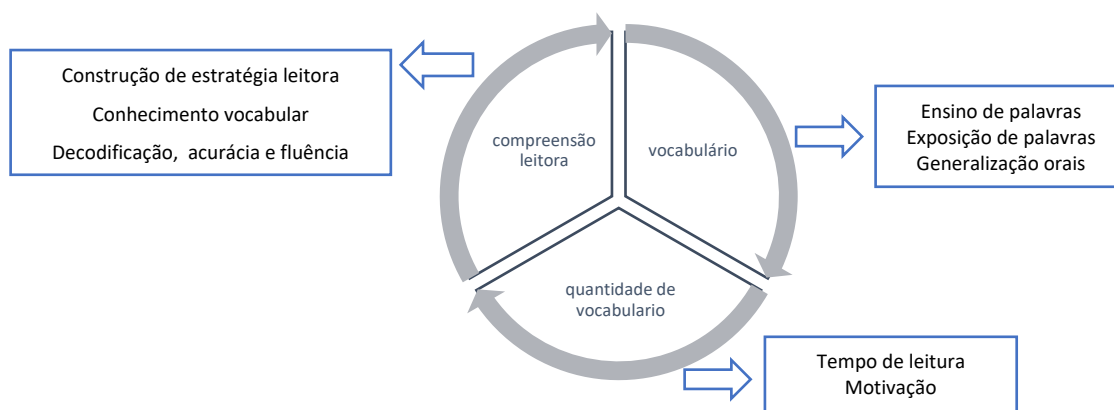 Construção de estratégia leitora
Conhecimento vocabular
Decodificação, acurácia e fluência
compreensão
leitora
vocabulário
Ensino de palavras
Exposição de palavras
Generalização orais
quantidade de
vocabulario
Tempo de leitura
Motivação